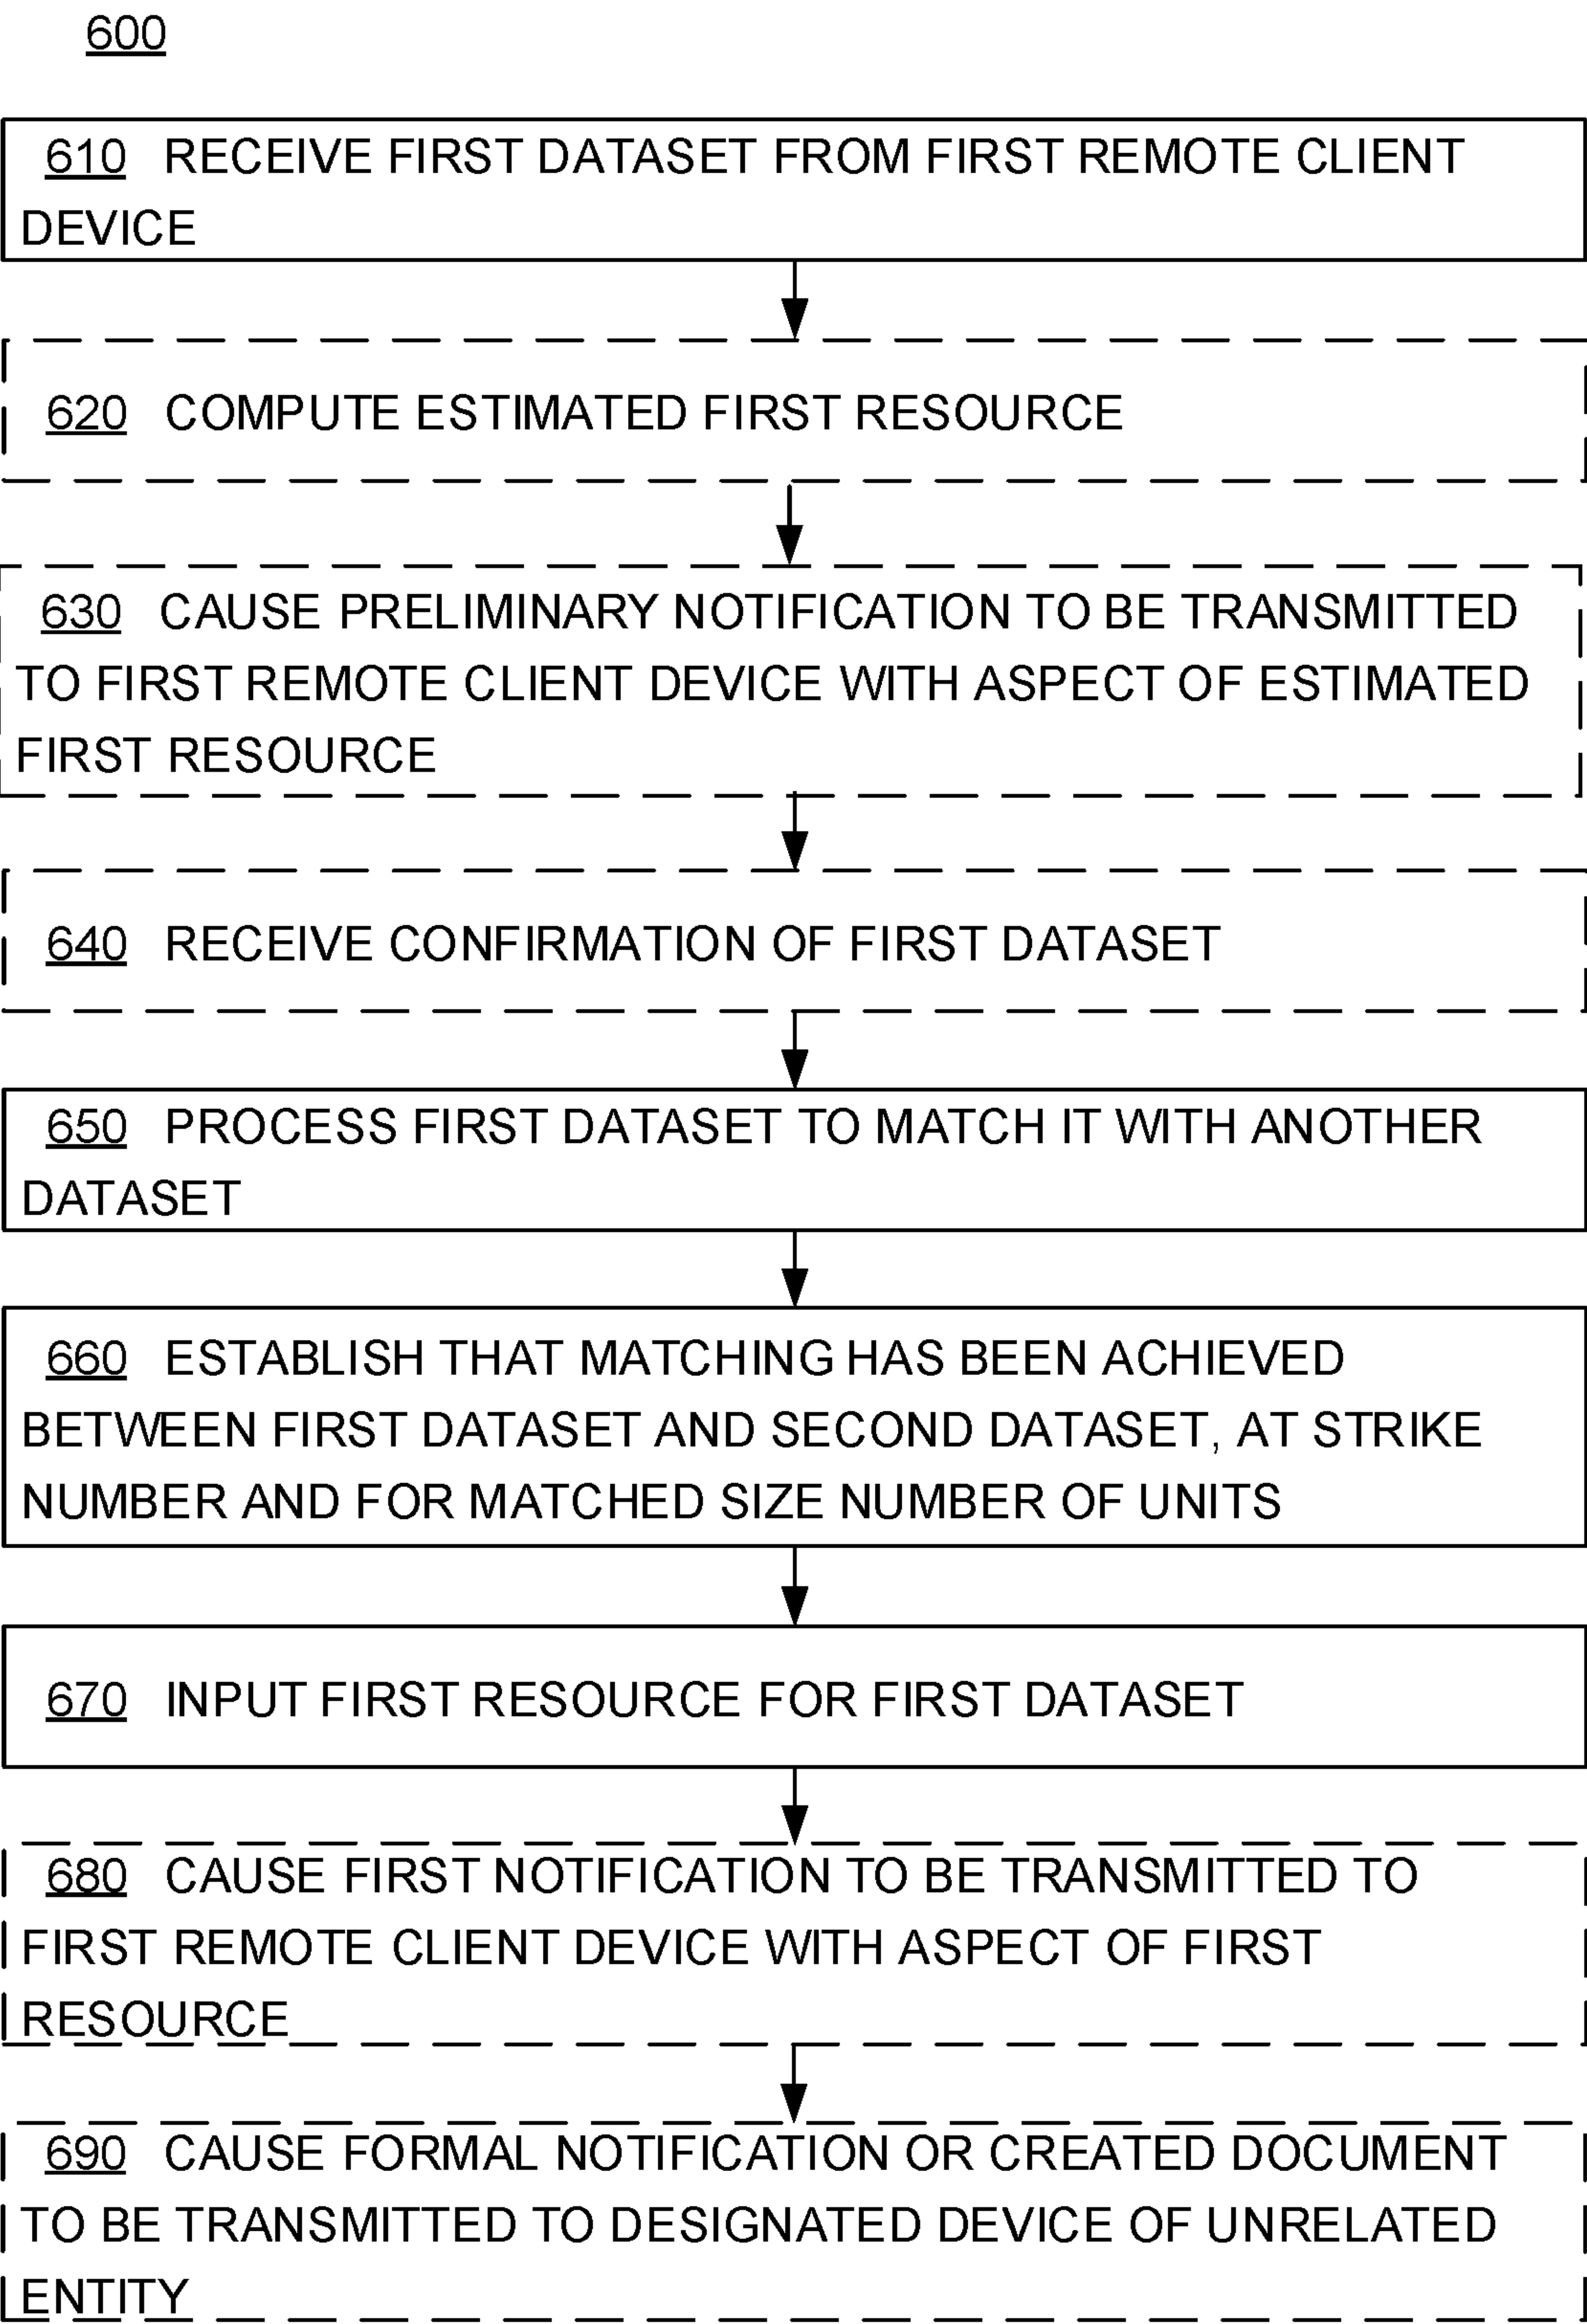 600
610 RECEIVE FIRST DATASET FROM FIRST REMOTE CLIENT
DEVICE
620 COMPUTE ESTIMATED FIRST RESOURCE
630 CAUSE PRELIMINARY NOTIFICATION TO BE TRANSMITTED
TO FIRST REMOTE CLIENT DEVICE WITH ASPECT OF ESTIMATED
FIRST RESOURCE
640 RECEIVE CONFIRMATION OF FIRST DATASET
650 PROCESS FIRST DATASET TO MATCH IT WITH ANOTHER
DATASET
660 ESTABLISH THAT MATCHING HAS BEEN ACHIEVED
BETWEEN FIRST DATASET AND SECOND DATASET, AT STRIKE
NUMBER AND FOR MATCHED SIZE NUMBER OF UNITS
670 INPUT FIRST RESOURCE FOR FIRST DATASET
680 CAUSE FIRST NOTIFICATION TO BE TRANSMITTED TO
FIRST REMOTE CLIENT DEVICE WITH ASPECT OF FIRST
RESOURCE
690 CAUSE FORMAL NOTIFICATION OR CREATED DOCUMENT
TO BE TRANSMITTED TO DESIGNATED DEVICE OF UNRELATED
ENTITY